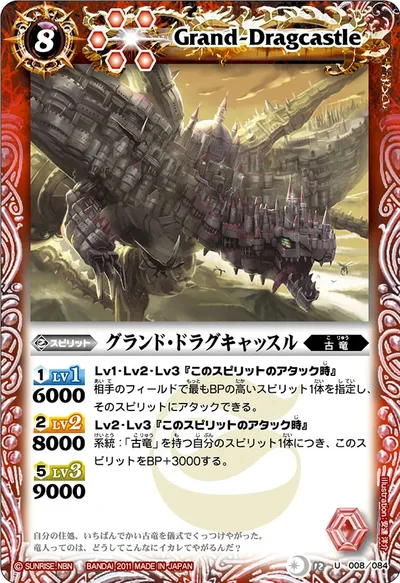 8
Grand-Dragcastle
スピリット
グランド・ドラグキャッスル
古竜
1 LV1
6000
Lv1・Lv2・Lv3『このスピリットのアタック時』
相手のフィールドで最もBPの高いスピリット1体を指定し、
そのスピリットにアタックできる。
2 LV2
8000
Lv2・Lv3『このスピリットのアタック時』
系統:「古竜」を持つ自分のスピリット1体につき、このス
ピリットをBP+3000する。
5 LV3
9000
自分の住処、いちばんでかい古竜を儀式でくっつけやがった。
竜人ってのは、どうしてこんなにイカしてやがるんだ?
Illustration:安達洋介
©SUNRISE・NBN BANDAI 2011 MADE IN JAPAN
U 008/084